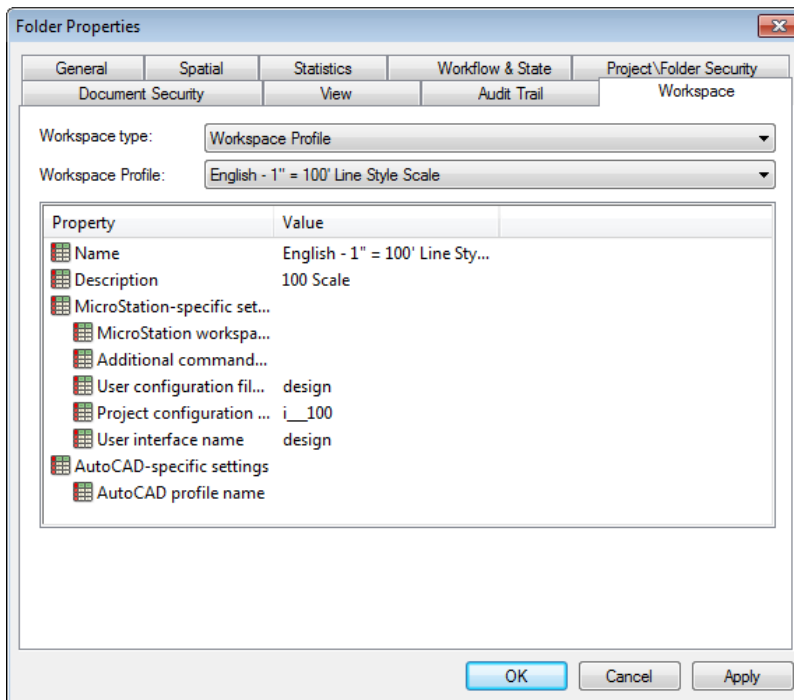 Folder Properties
General Spatial Statistics Workflow & State Project\Folder Security
Document Security View Audit Trail Workspace
Workspace type: Workspace Profile
Workspace Profile: English - 1" = 100' Line Style Scale
Property Value
Name English - 1" = 100' Line Sty...
Description 100 Scale
MicroStation-specific set...
MicroStation workspa...
Additional command...
User configuration fil... design
Project configuration ... i__100
User interface name design
AutoCAD-specific settings
AutoCAD profile name
OK Cancel Apply